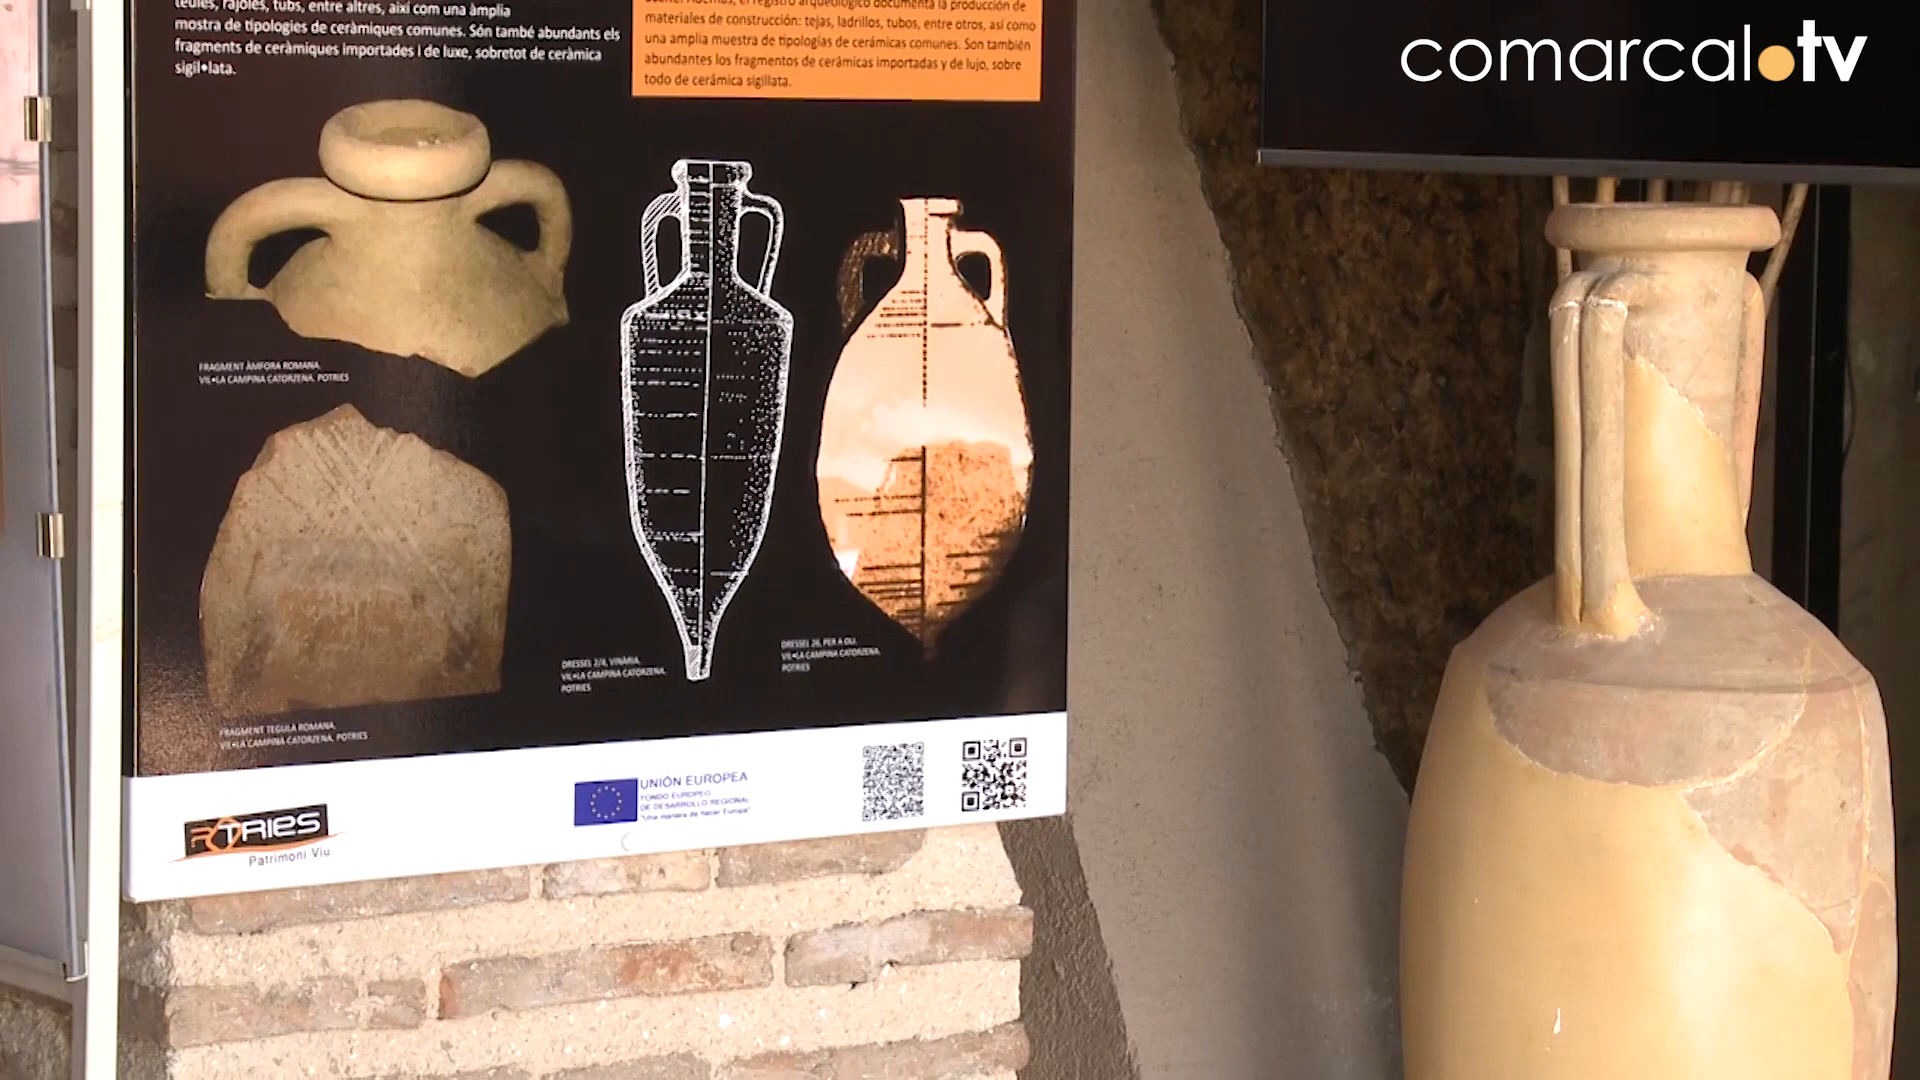 teules, rajoles, tubs, entre altres, així com una àmplia
mostra de tipologies de ceràmiques comunes. Són també abundants els
fragments de ceràmiques importades i de luxe, sobretot de ceràmica
sigil•lata.
materiales de construcción: tejas, ladrillos, tubos, entre otros, así como
una amplia muestra de tipologías de cerámicas comunes. Son también
abundantes los fragmentos de cerámicas importadas y de lujo, sobre
todo de cerámica sigillata.
comarcal.tv
FRAGMENT ÀMFORA ROMANA.
VIL•LA CAMPINA CATORZENA. POTRIES
DRESSEL 2/4, VINÀRIA.
VIL•LA CAMPINA CATORZENA.
POTRIES
DRESSEL 26, PER A OLI.
VIL•LA CAMPINA CATORZENA.
POTRIES
FRAGMENT TEGULA ROMANA.
VIL•LA CAMPINA CATORZENA. POTRIES
POTRIES
Patrimoni Viu
UNIÓN EUROPEA
FONDO EUROPEO
DE DESARROLLO REGIONAL
"Una manera de hacer Europa"